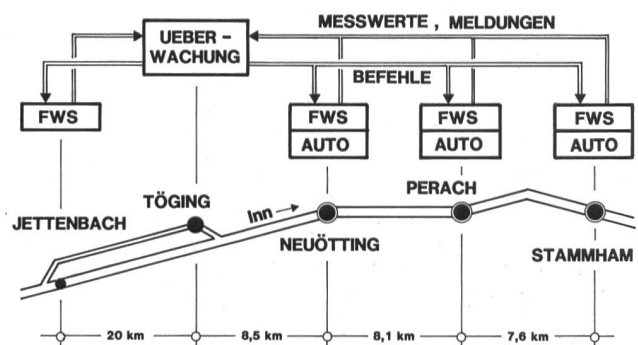 MESSWERTE , MELDUNGEN
UEBER -
WACHUNG
BEFEHLE
FWS
FWS
AUTO
FWS
AUTO
FWS
AUTO
JETTENBACH
TÖGING
Inn
NEUÖTTING
PERACH
STAMMHAM
20 km
8,5 km
8,1 km
7,6 km